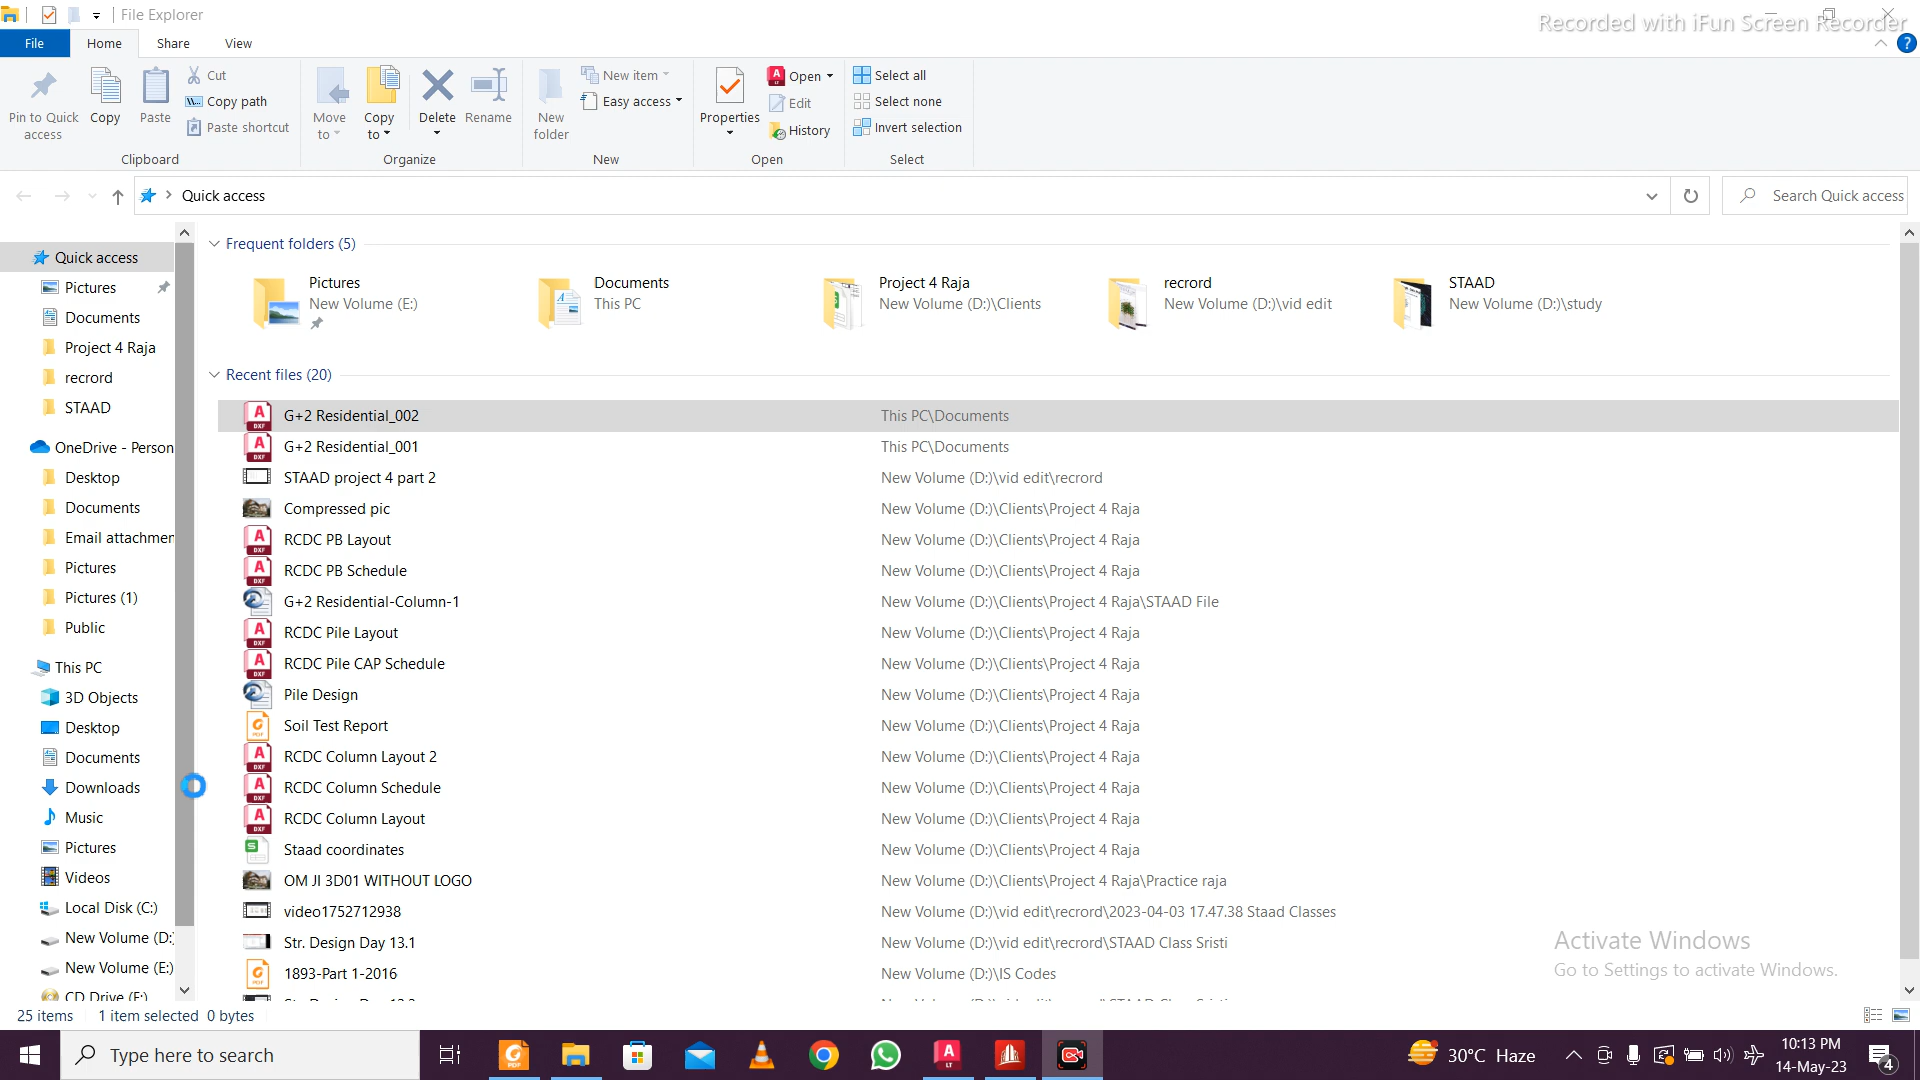 File Explorer
Recorded with iFun Screen Recorder
File Home Share View
Pin to Quick access
Copy
Paste
Cut
Copy path
Paste shortcut
Clipboard
Move to
Copy to
Delete
Rename
Organize
New folder
New item
Easy access
New
Properties
Open
Edit
History
Open
Select all
Select none
Invert selection
Select
Quick access
Search Quick access
Quick access
Pictures
Documents
Project 4 Raja
recrord
STAAD
OneDrive - Person
Desktop
Documents
Email attachmen
Pictures
Pictures (1)
Public
This PC
3D Objects
Desktop
Documents
Downloads
Music
Pictures
Videos
Local Disk (C:)
New Volume (D:
New Volume (E:)
CD Drive (F:)
Frequent folders (5)
Pictures
New Volume (E:)
Documents
This PC
Project 4 Raja
New Volume (D:)\Clients
recrord
New Volume (D:)\vid edit
STAAD
New Volume (D:)\study
Recent files (20)
G+2 Residential_002 This PC\Documents
G+2 Residential_001 This PC\Documents
STAAD project 4 part 2 New Volume (D:)\vid edit\recrord
Compressed pic New Volume (D:)\Clients\Project 4 Raja
RCDC PB Layout New Volume (D:)\Clients\Project 4 Raja
RCDC PB Schedule New Volume (D:)\Clients\Project 4 Raja
G+2 Residential-Column-1 New Volume (D:)\Clients\Project 4 Raja\STAAD File
RCDC Pile Layout New Volume (D:)\Clients\Project 4 Raja
RCDC Pile CAP Schedule New Volume (D:)\Clients\Project 4 Raja
Pile Design New Volume (D:)\Clients\Project 4 Raja
Soil Test Report New Volume (D:)\Clients\Project 4 Raja
RCDC Column Layout 2 New Volume (D:)\Clients\Project 4 Raja
RCDC Column Schedule New Volume (D:)\Clients\Project 4 Raja
RCDC Column Layout New Volume (D:)\Clients\Project 4 Raja
Staad coordinates New Volume (D:)\Clients\Project 4 Raja
OM JI 3D01 WITHOUT LOGO New Volume (D:)\Clients\Project 4 Raja\Practice raja
video1752712938 New Volume (D:)\vid edit\recrord\2023-04-03 17.47.38 Staad Classes
Str. Design Day 13.1 New Volume (D:)\vid edit\recrord\STAAD Class Sristi
1893-Part 1-2016 New Volume (D:)\IS Codes
Activate Windows
Go to Settings to activate Windows.
25 items 1 item selected 0 bytes
Type here to search
30°C Haze
10:13 PM
14-May-23
4